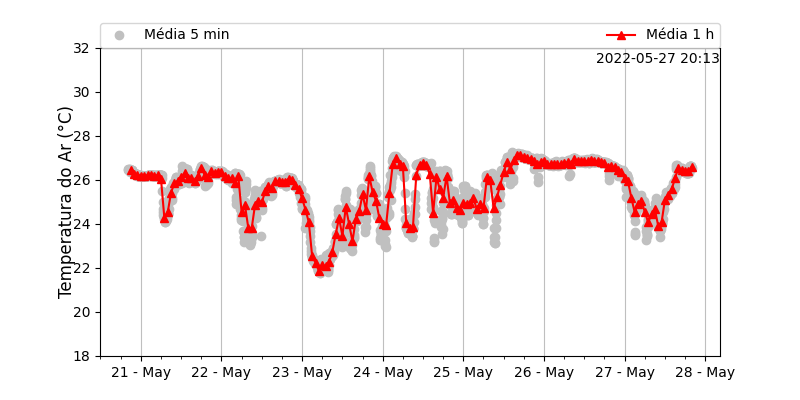 Média 5 min
Média 1 h
2022-05-27 20:13
Temperatura do Ar (°C)
32
30
28
26
24
22
20
18
21 - May
22 - May
23 - May
24 - May
25 - May
26 - May
27 - May
28 - May